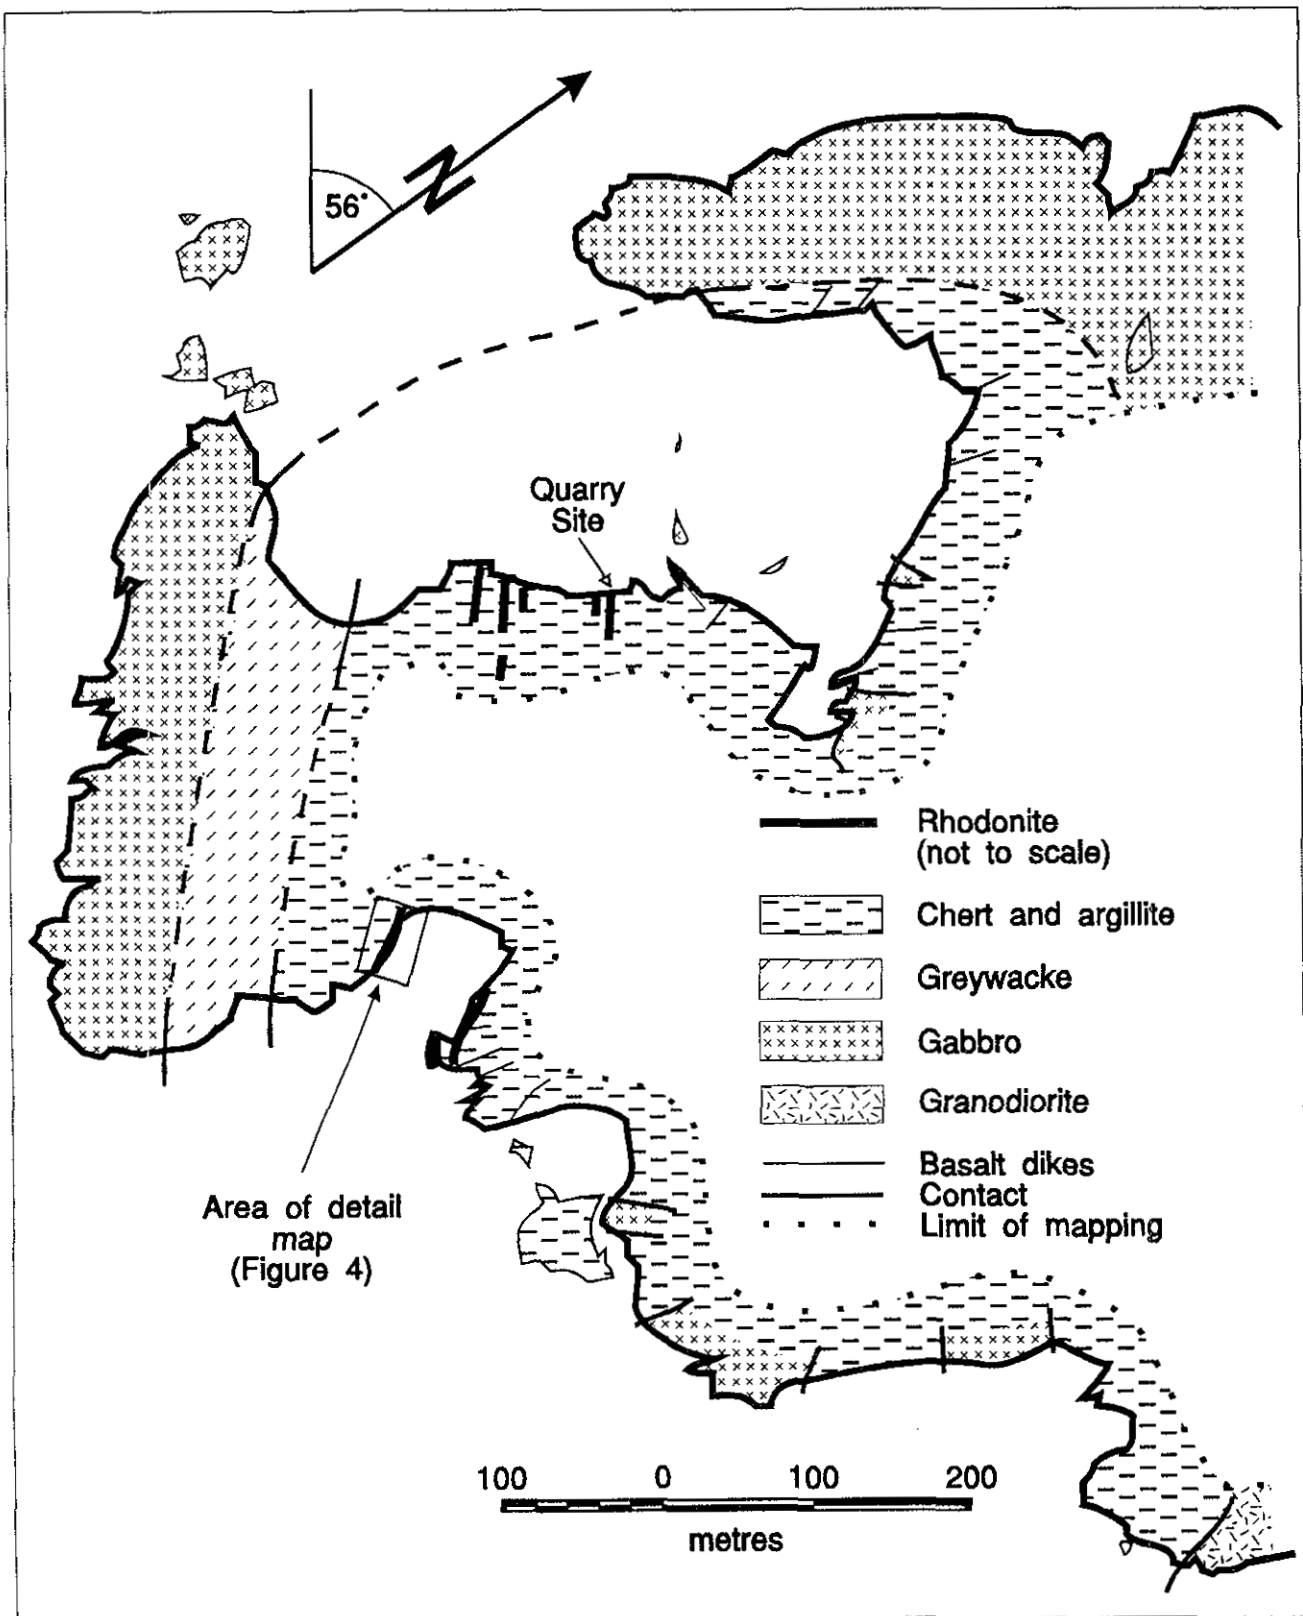 N
56°
Quarry
Site
Rhodonite
(not to scale)
Chert and argillite
Greywacke
Gabbro
Granodiorite
Basalt dikes
Contact
Limit of mapping
Area of detail
map
(Figure 4)
100 0 100 200
metres